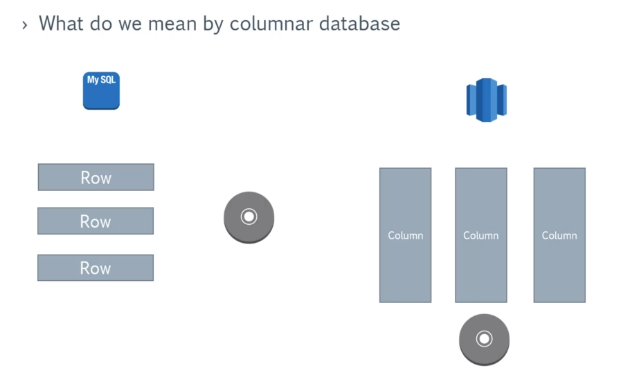 › What do we mean by columnar database
My SQL
Row
Row
Row
Column
Column
Column